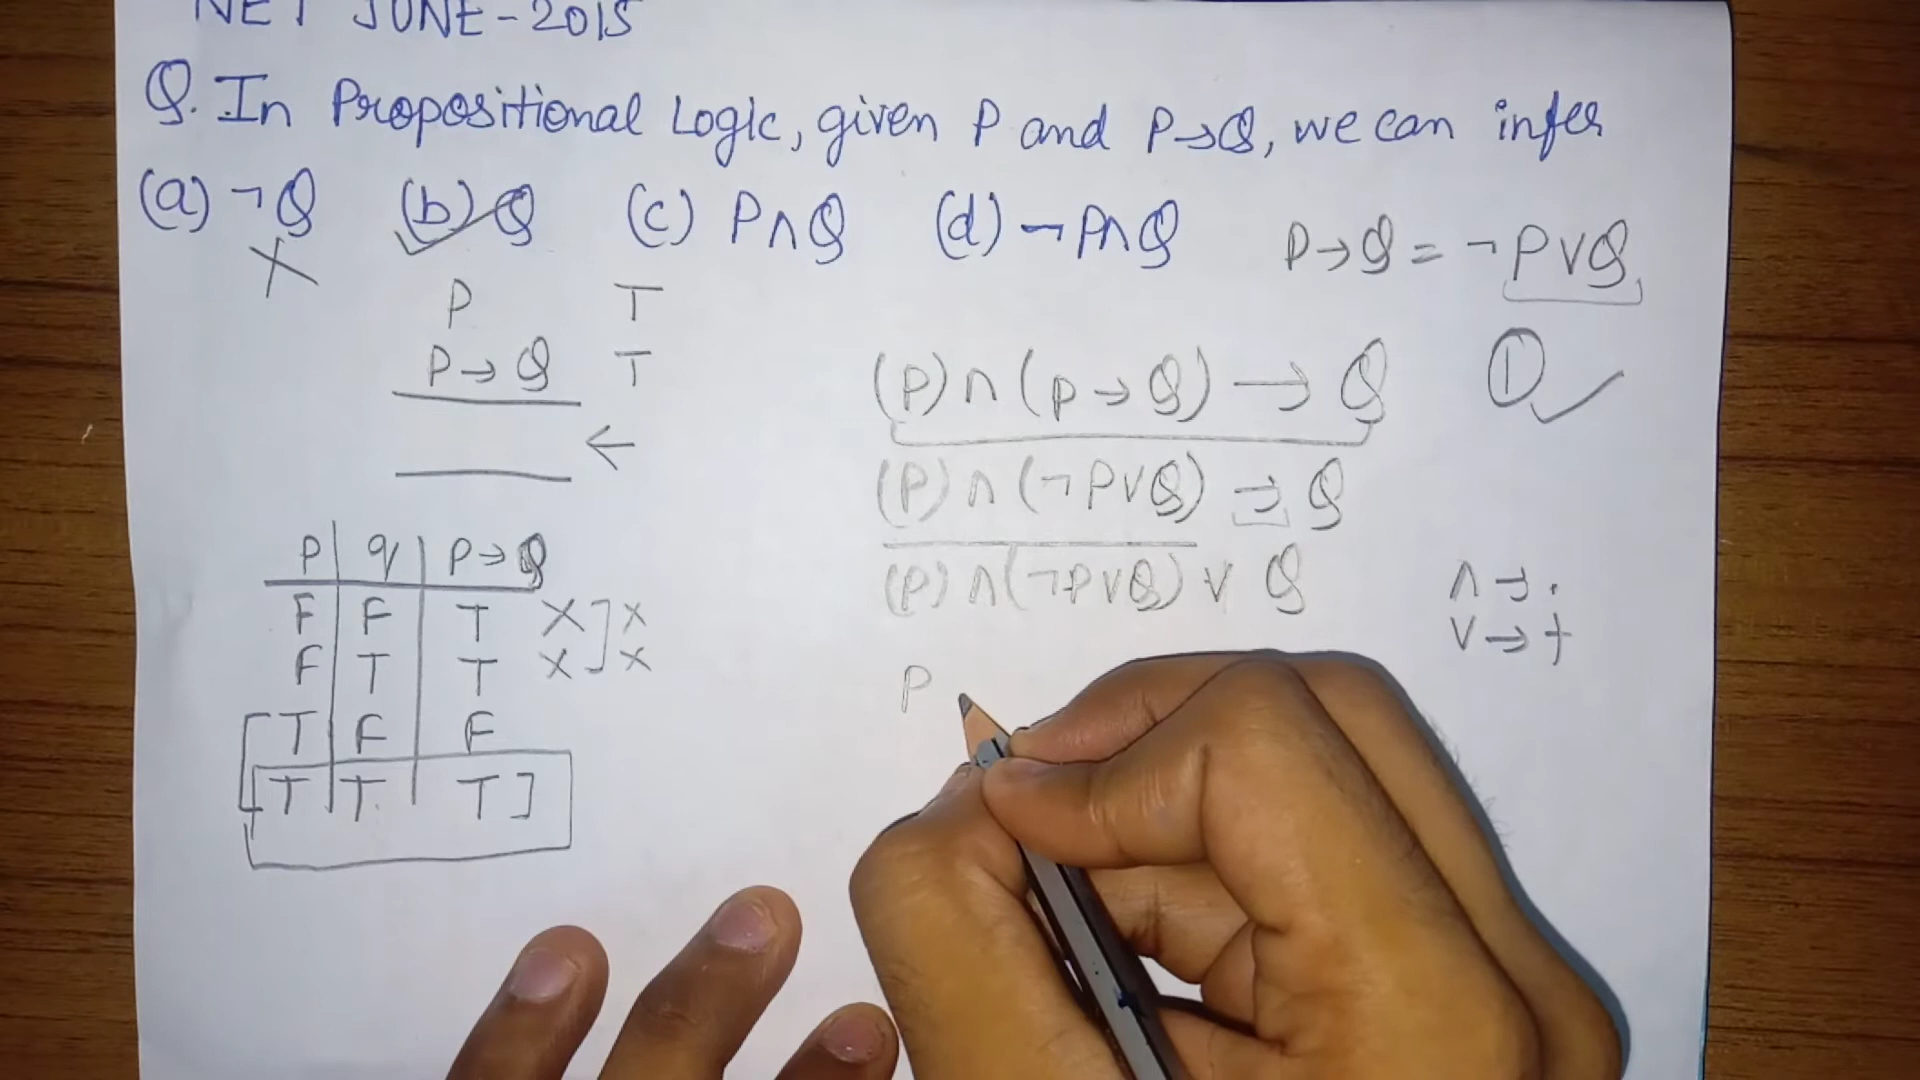 NET JUNE-2015
Q. In Propositional Logic, given P and P→Q, we can infer
(a) ¬Q (b) Q (c) P∧Q (d) ¬P∧Q
P→Q = ¬P∨Q
P T
P→Q T
←
(P)∧(P→Q)→Q
①
(P)∧(¬P∨Q)⇒Q
(P)∧(¬P∨Q)∨Q
∧→.
∨→+
P
P q P→Q
F F T X ] X
F T T X ] X
T F F
T T T ]